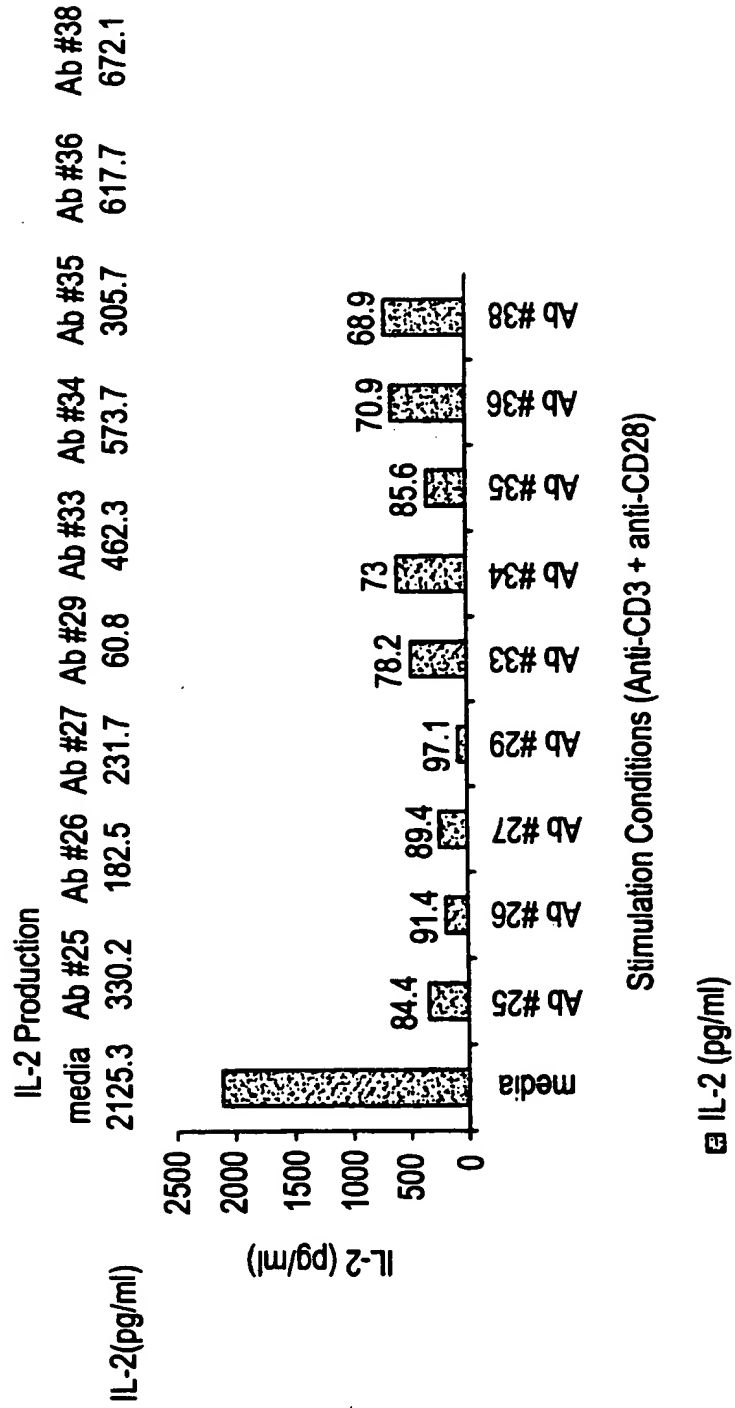 IL-2 Production
media Ab #25 Ab #26 Ab #27 Ab #29 Ab #33 Ab #34 Ab #35 Ab #36 Ab #38
IL-2(pg/ml) 2125.3 330.2 182.5 231.7 60.8 462.3 573.7 305.7 617.7 672.1
IL-2 (pg/ml)
2500
2000
1500
1000
500
0
84.4 91.4 89.4 97.1 78.2 73 85.6 70.9 68.9
media Ab #25 Ab #26 Ab #27 Ab #29 Ab #33 Ab #34 Ab #35 Ab #36 Ab #38
Stimulation Conditions (Anti-CD3 + anti-CD28)
IL-2 (pg/ml)